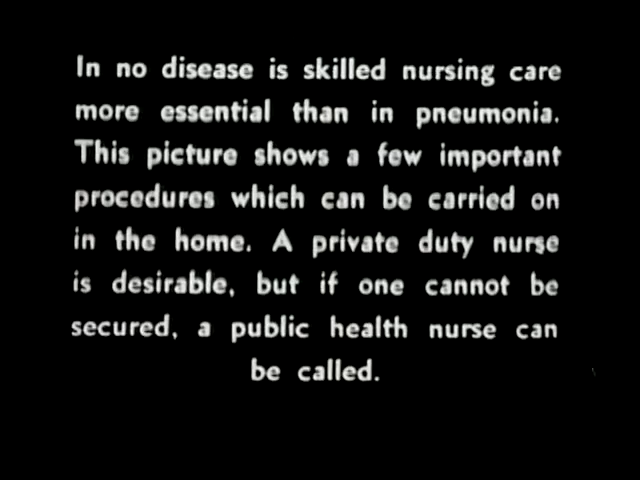 In no disease is skilled nursing care
more essential than in pneumonia.
This picture shows a few important
procedures which can be carried on
in the home. A private duty nurse
is desirable, but if one cannot be
secured, a public health nurse can
be called.